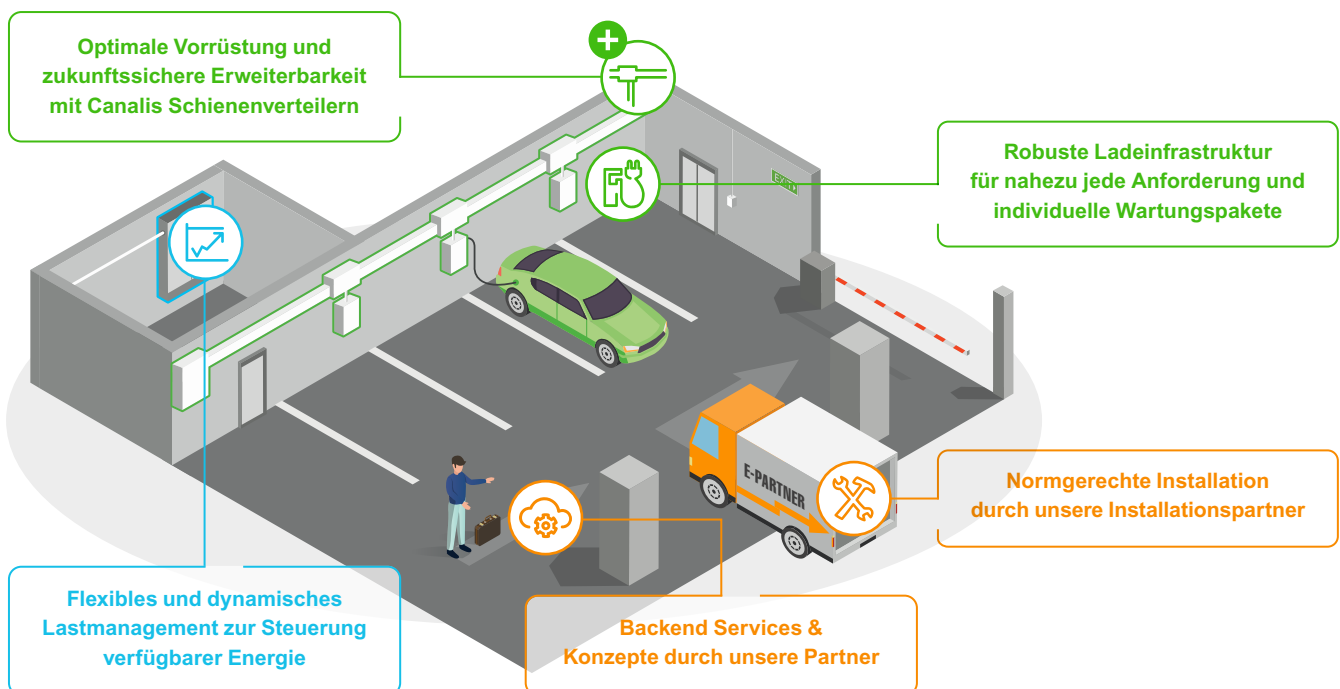 Optimale Vorrüstung und
zukunftssichere Erweiterbarkeit
mit Canalis Schienenverteilern
Robuste Ladeinfrastruktur
für nahezu jede Anforderung und
individuelle Wartungspakete
EXIT
E-PARTNER
Normgerechte Installation
durch unsere Installationspartner
Flexibles und dynamisches
Lastmanagement zur Steuerung
verfügbarer Energie
Backend Services &
Konzepte durch unsere Partner